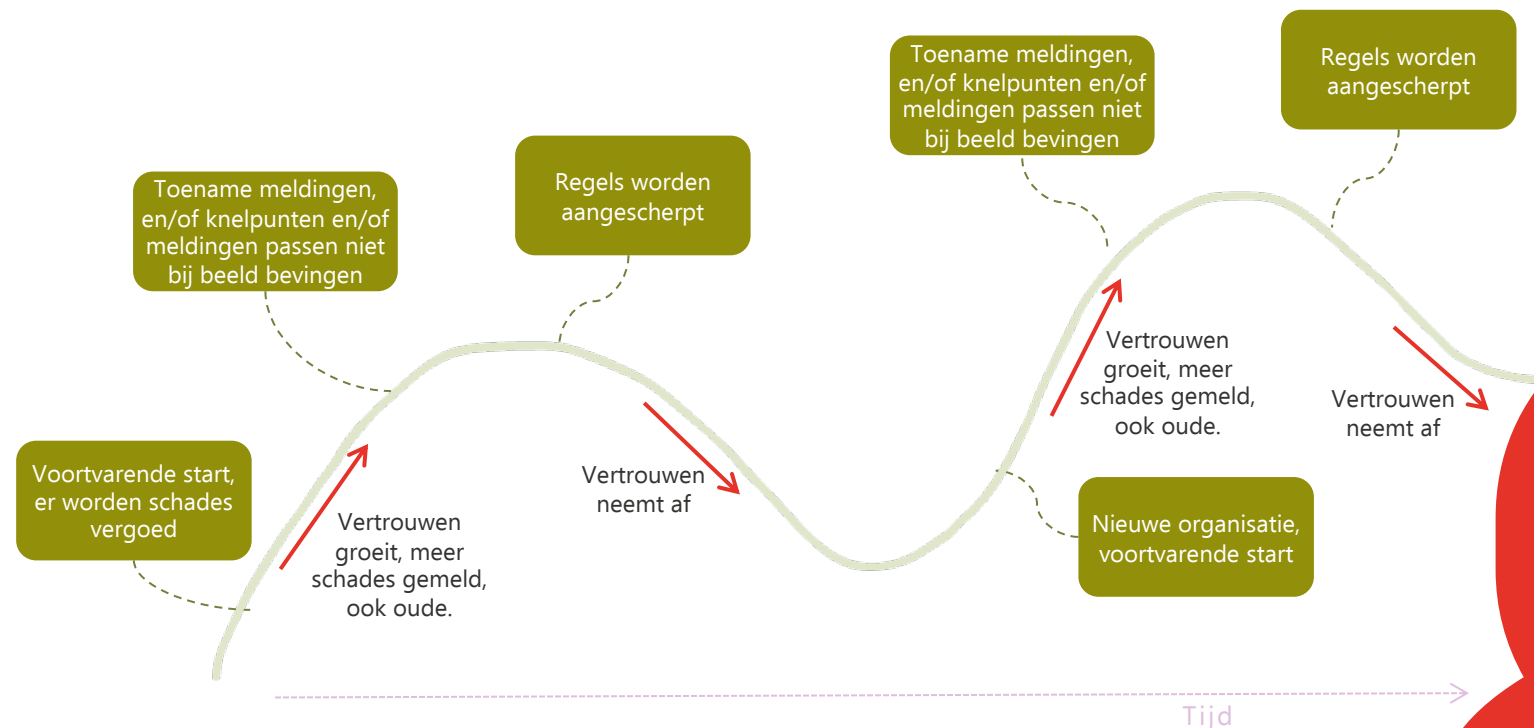 Voortvarende start,
er worden schades
vergoed
Vertrouwen
groeit, meer
schades gemeld,
ook oude.
Toename meldingen,
en/of knelpunten en/of
meldingen passen niet
bij beeld bevingen
Regels worden
aangescherpt
Vertrouwen
neemt af
Nieuwe organisatie,
voortvarende start
Vertrouwen
groeit, meer
schades gemeld,
ook oude.
Toename meldingen,
en/of knelpunten en/of
meldingen passen niet
bij beeld bevingen
Regels worden
aangescherpt
Vertrouwen
neemt af
Tijd